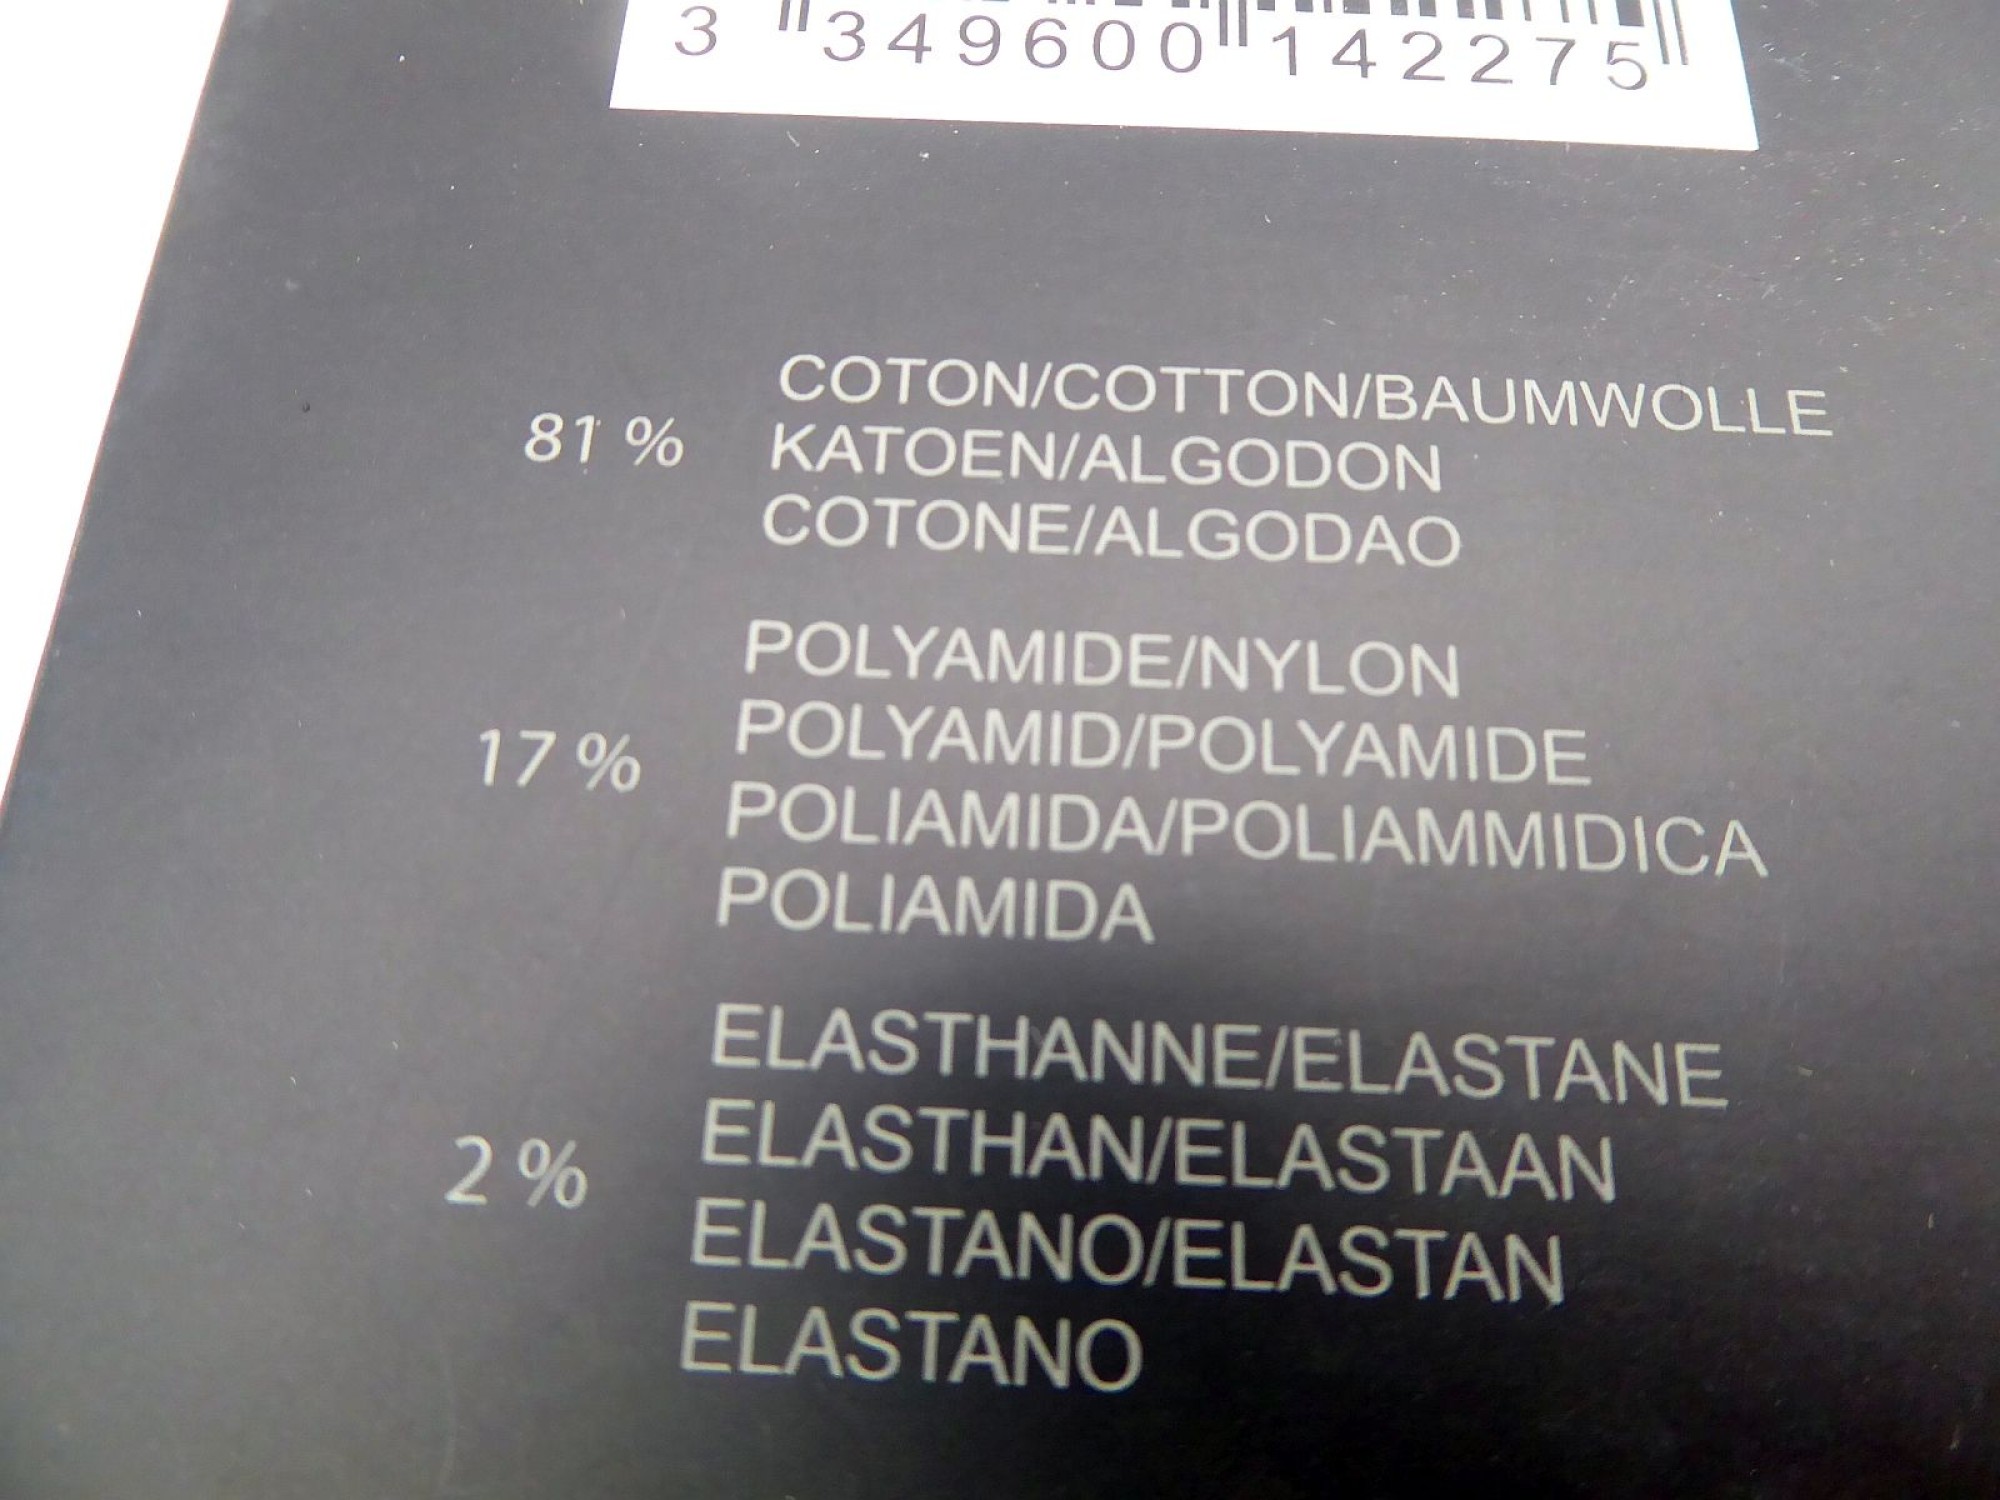 3 349600 142275
81 %
COTON/COTTON/BAUMWOLLE
KATOEN/ALGODON
COTONE/ALGODAO
17 %
POLYAMIDE/NYLON
POLYAMID/POLYAMIDE
POLIAMIDA/POLIAMMIDICA
POLIAMIDA
2 %
ELASTHANNE/ELASTANE
ELASTHAN/ELASTAAN
ELASTANO/ELASTAN
ELASTANO